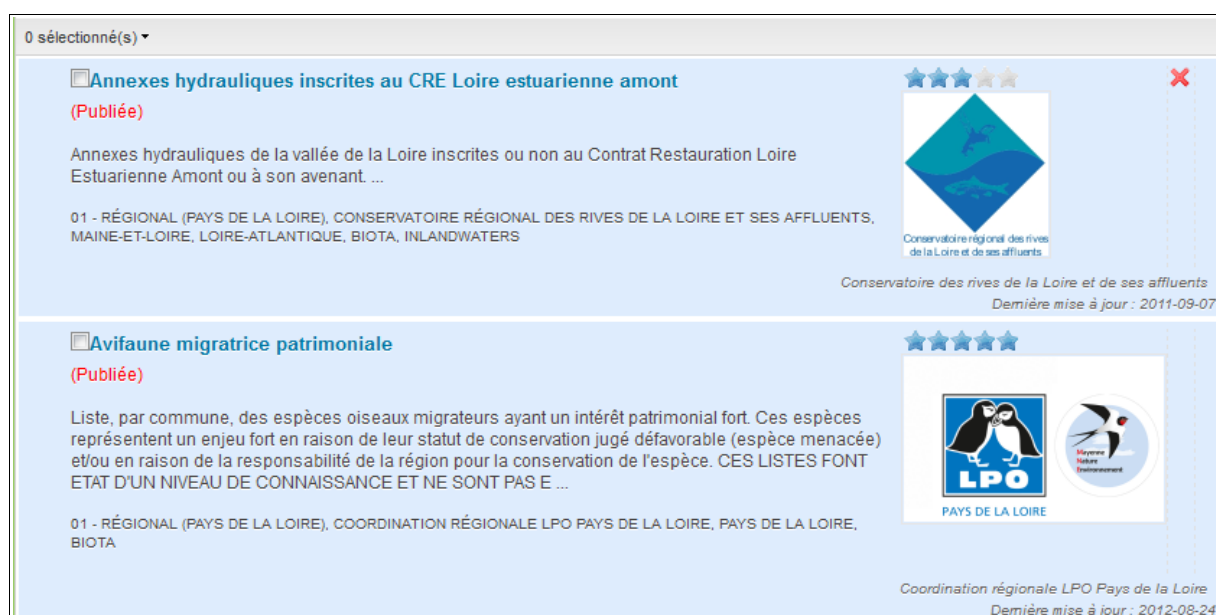 0 sélectionné(s)
Annexes hydrauliques inscrites au CRE Loire estuarienne amont
(Publiée)
Annexes hydrauliques de la vallée de la Loire inscrites ou non au Contrat Restauration Loire
Estuarienne Amont ou à son avenant. ...
01 - RÉGIONAL (PAYS DE LA LOIRE), CONSERVATOIRE RÉGIONAL DES RIVES DE LA LOIRE ET SES AFFLUENTS,
MAINE-ET-LOIRE, LOIRE-ATLANTIQUE, BIOTA, INLANDWATERS
Conservatoire régional des rives
de la Loire et de ses affluents
Conservatoire des rives de la Loire et de ses affluents
Dernière mise à jour : 2011-09-07
Avifaune migratrice patrimoniale
(Publiée)
Liste, par commune, des espèces oiseaux migrateurs ayant un intérêt patrimonial fort. Ces espèces
représentent un enjeu fort en raison de leur statut de conservation jugé défavorable (espèce menacée)
et/ou en raison de la responsabilité de la région pour la conservation de l'espèce. CES LISTES FONT
ETAT D'UN NIVEAU DE CONNAISSANCE ET NE SONT PAS E ...
01 - RÉGIONAL (PAYS DE LA LOIRE), COORDINATION RÉGIONALE LPO PAYS DE LA LOIRE, PAYS DE LA LOIRE,
BIOTA
LPO
PAYS DE LA LOIRE
Mayenne
Nature
Environnement
Coordination régionale LPO Pays de la Loire
Dernière mise à jour : 2012-08-24